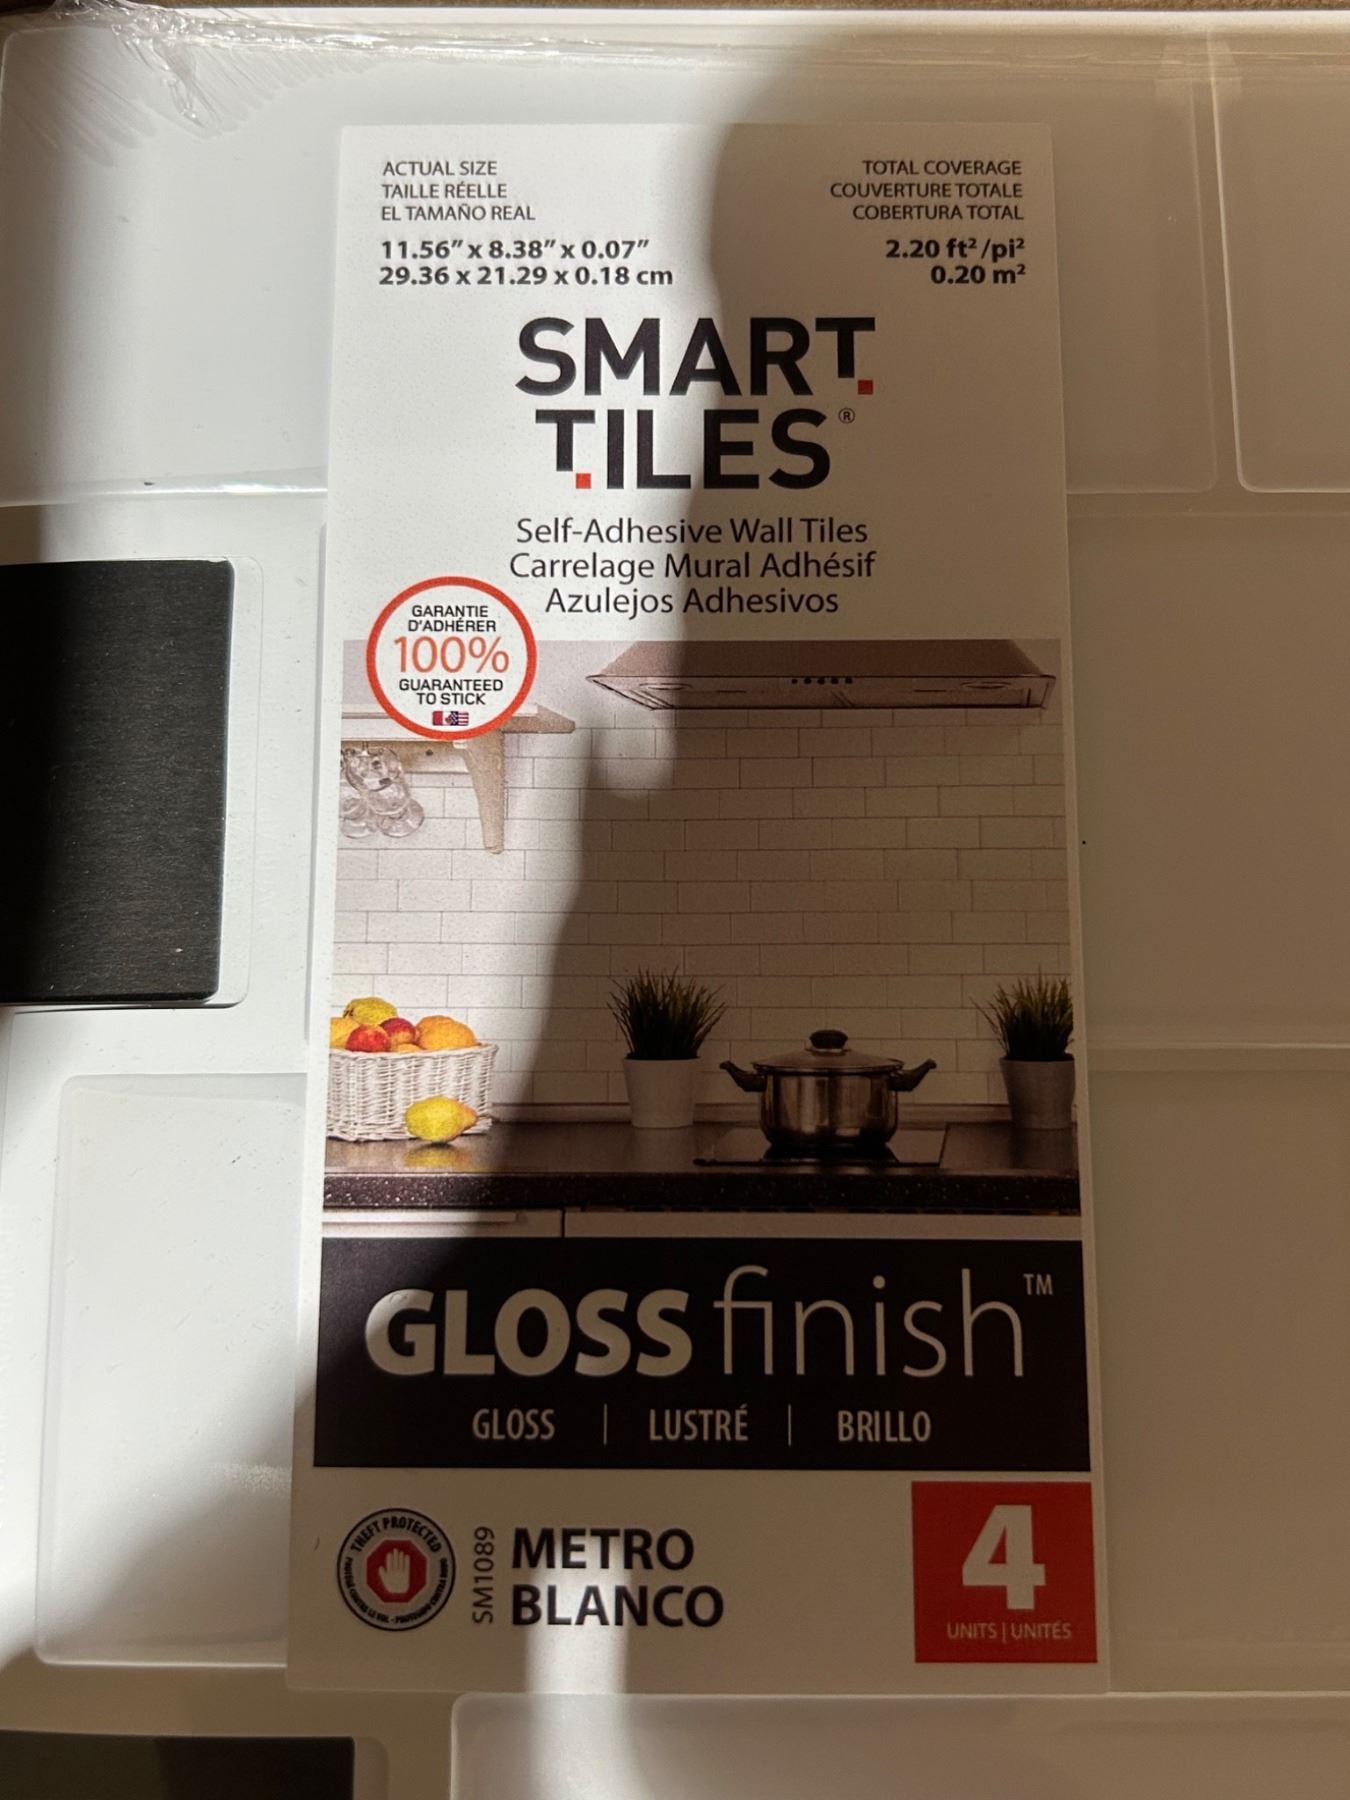 ACTUAL SIZE
TAILLE RÉELLE
EL TAMAÑO REAL
11.56” x 8.38” x 0.07”
29.36 x 21.29 x 0.18 cm
TOTAL COVERAGE
COUVERTURE TOTALE
COBERTURA TOTAL
2.20 ft²/pi²
0.20 m²
SMART
TILES®
Self-Adhesive Wall Tiles
Carrelage Mural Adhésif
Azulejos Adhesivos
GARANTIE
D'ADHÉRER
100%
GUARANTEED
TO STICK
GLOSS finish™
GLOSS | LUSTRÉ | BRILLO
THEFT PROTECTED
SM1089
METRO
BLANCO
4
UNITS | UNITÉS